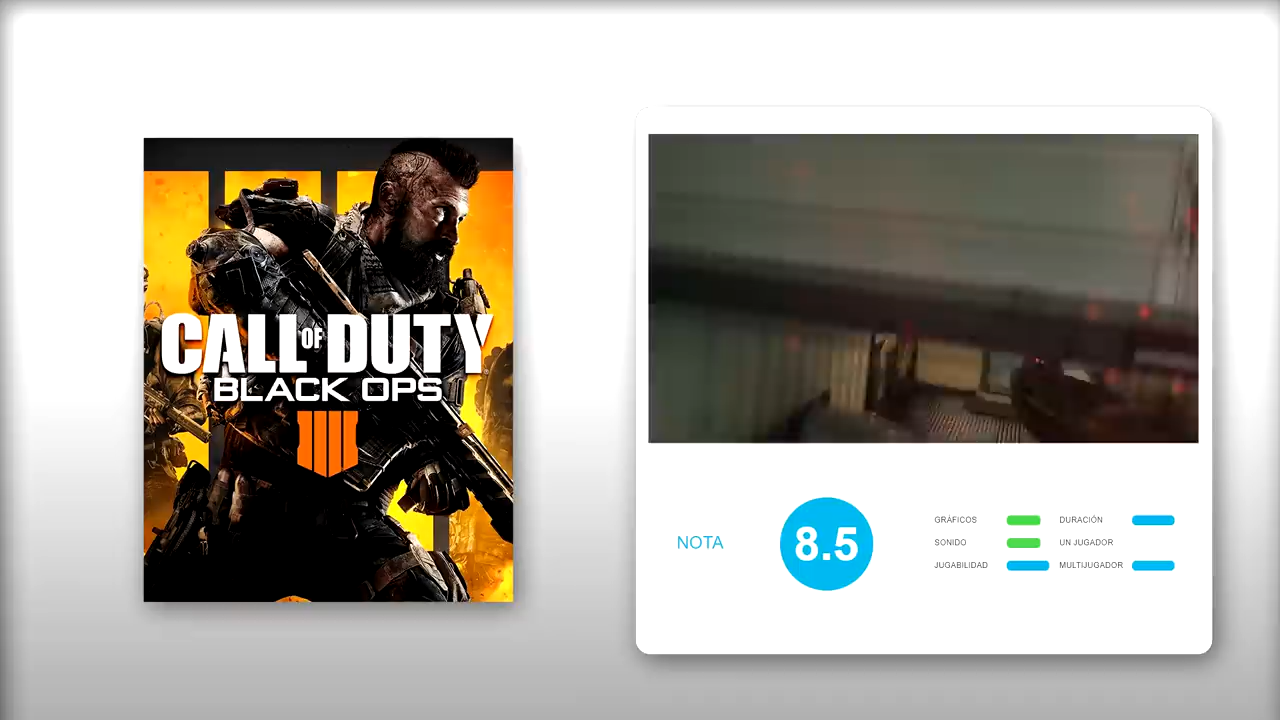 CALL OF DUTY
BLACK OPS
IIII
NOTA
8.5
GRÁFICOS
SONIDO
JUGABILIDAD
DURACIÓN
UN JUGADOR
MULTIJUGADOR